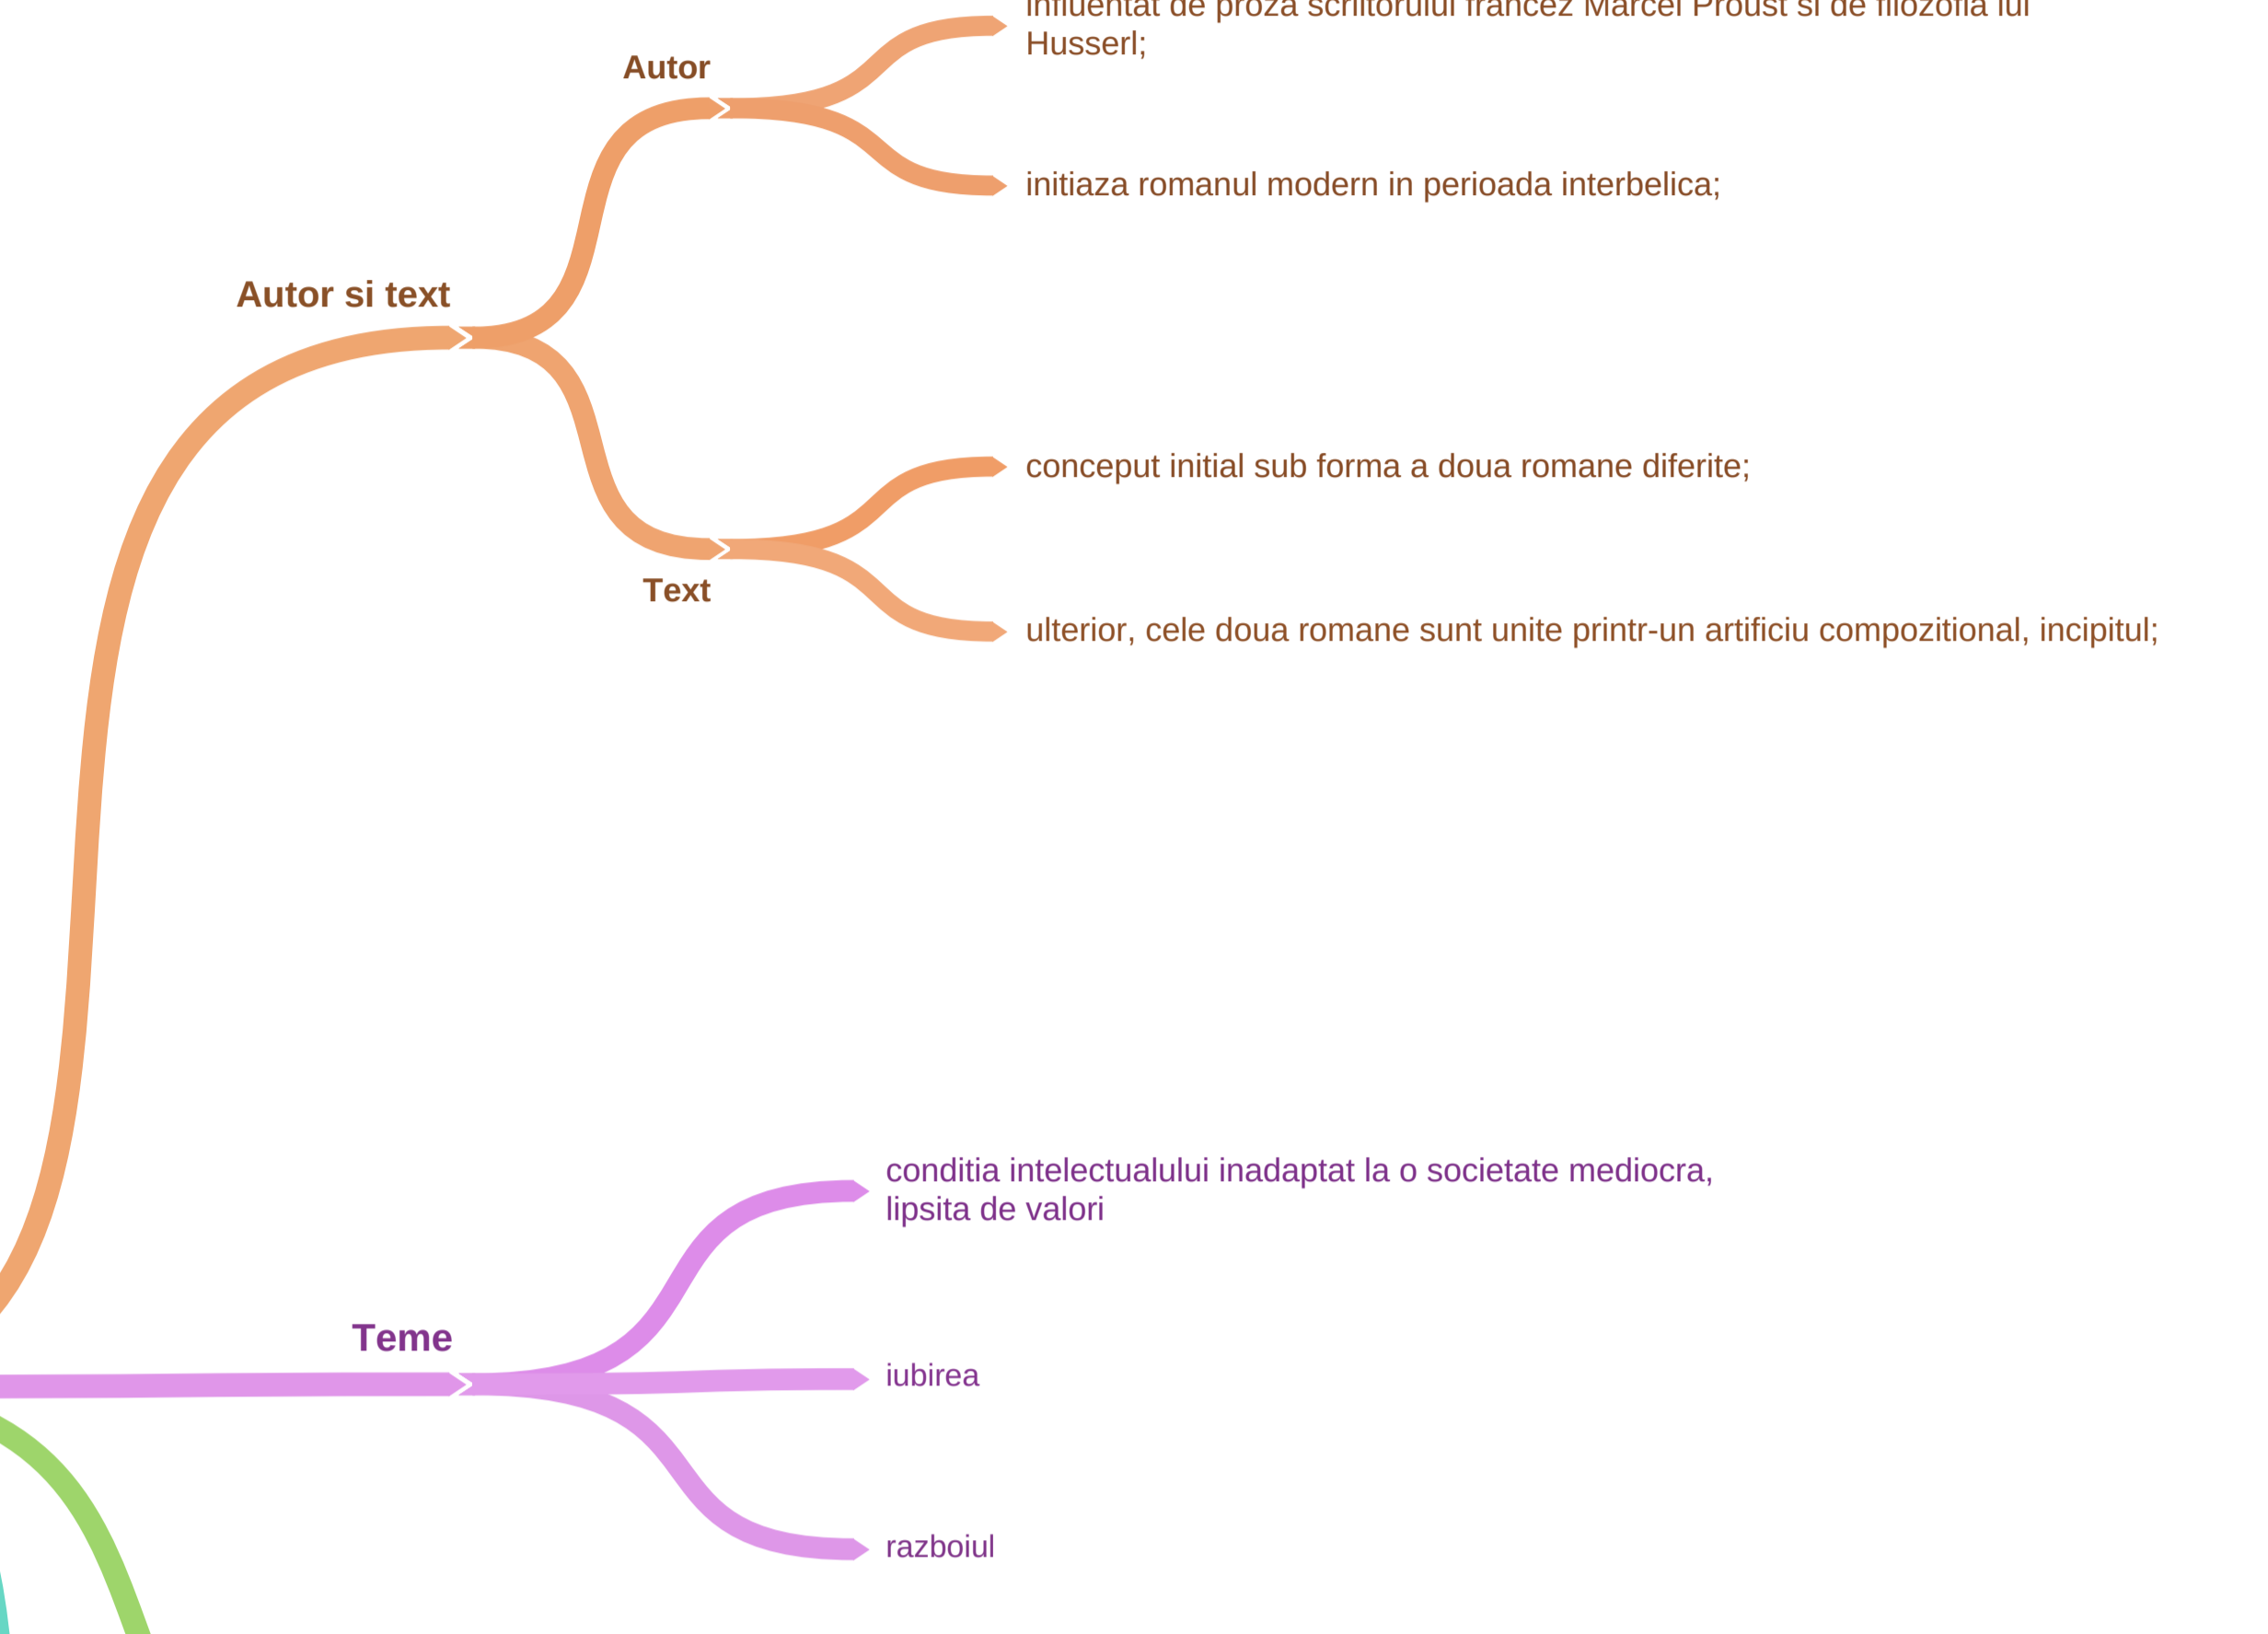 influentat de proza scriitorului francez Marcel Proust si de filozofia lui
Husserl;
Autor
initiaza romanul modern in perioada interbelica;
Autor si text
conceput initial sub forma a doua romane diferite;
Text
ulterior, cele doua romane sunt unite printr-un artificiu compozitional, incipitul;
conditia intelectualului inadaptat la o societate mediocra,
lipsita de valori
Teme
iubirea
razboiul